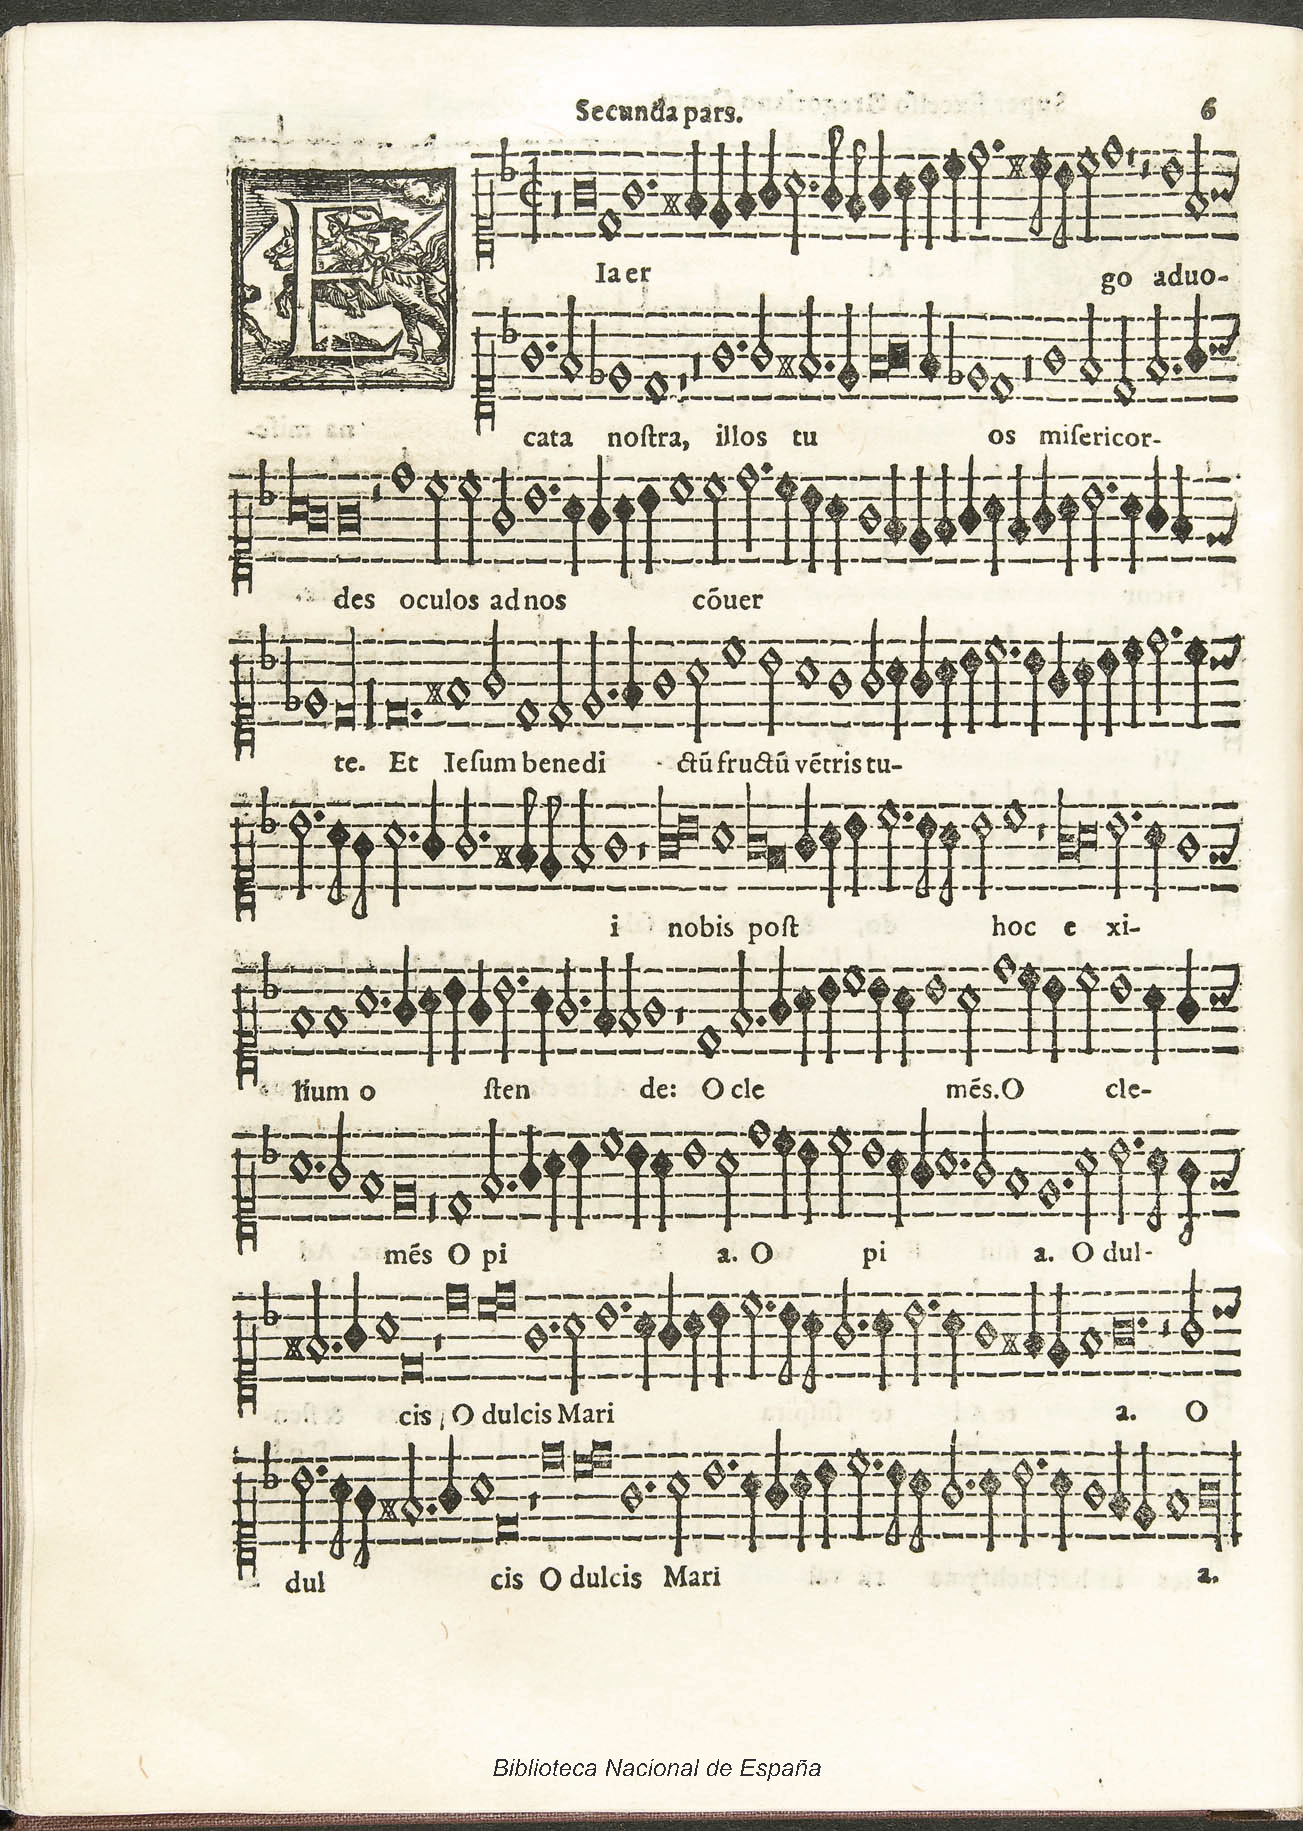 Secunda pars. 6
E Ia er go aduo-
cata noſtra, illos tu os miſericor-
des oculos ad nos cõuer
te. Et Ieſum benedi ctũ fructũ vẽtris tu-
i nobis poſt hoc e xi-
lium o ſten de: O cle mẽs. O cle-
mẽs O pi a. O pi a. O dul-
cis, O dulcis Mari a. O
dul cis O dulcis Mari a.
Biblioteca Nacional de España